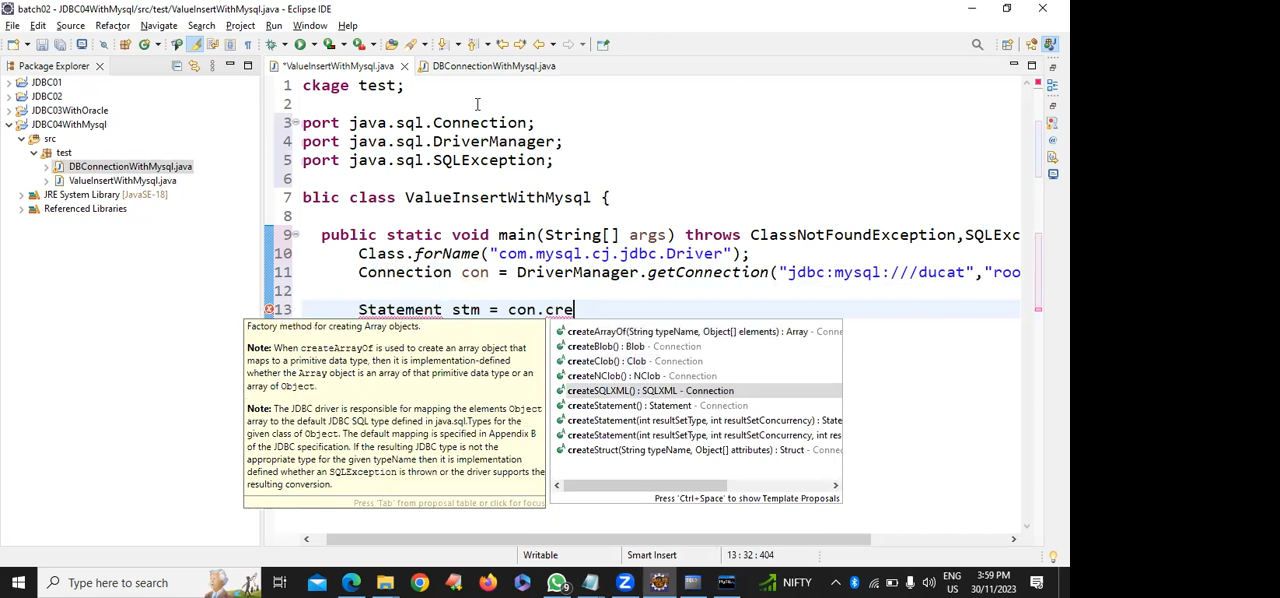 batch02 - JDBC04WithMysql/src/test/ValueInsertWithMysql.java - Eclipse IDE
File Edit Source Refactor Navigate Search Project Run Window Help
Package Explorer
*ValueInsertWithMysql.java
DBConnectionWithMysql.java
JDBC01
JDBC02
JDBC03WithOracle
JDBC04WithMysql
src
test
DBConnectionWithMysql.java
ValueInsertWithMysql.java
JRE System Library [JavaSE-18]
Referenced Libraries
1 ckage test;
2
3 port java.sql.Connection;
4 port java.sql.DriverManager;
5 port java.sql.SQLException;
6
7 blic class ValueInsertWithMysql {
8
9 public static void main(String[] args) throws ClassNotFoundException,SQLExc
10 Class.forName("com.mysql.cj.jdbc.Driver");
11 Connection con = DriverManager.getConnection("jdbc:mysql:///ducat","roo
12
13 Statement stm = con.cre
Factory method for creating Array objects.
Note: When createArrayOf is used to create an array object that
maps to a primitive data type, then it is implementation-defined
whether the Array object is an array of that primitive data type or an
array of Object.
Note: The JDBC driver is responsible for mapping the elements Object
array to the default JDBC SQL type defined in java.sql.Types for the
given class of Object. The default mapping is specified in Appendix B
of the JDBC specification. If the resulting JDBC type is not the
appropriate type for the given typeName then it is implementation
defined whether an SQLException is thrown or the driver supports the
resulting conversion.
Press 'Tab' from proposal table or click for focus
createArrayOf(String typeName, Object[] elements) : Array - Conne
createBlob() : Blob - Connection
createClob() : Clob - Connection
createNClob() : NClob - Connection
createSQLXML() : SQLXML - Connection
createStatement() : Statement - Connection
createStatement(int resultSetType, int resultSetConcurrency) : State
createStatement(int resultSetType, int resultSetConcurrency, int res
createStruct(String typeName, Object[] attributes) : Struct - Connec
Press 'Ctrl+Space' to show Template Proposals
Writable
Smart Insert
13 : 32 : 404
Type here to search
9
NIFTY
ENG
US
3:59 PM
30/11/2023